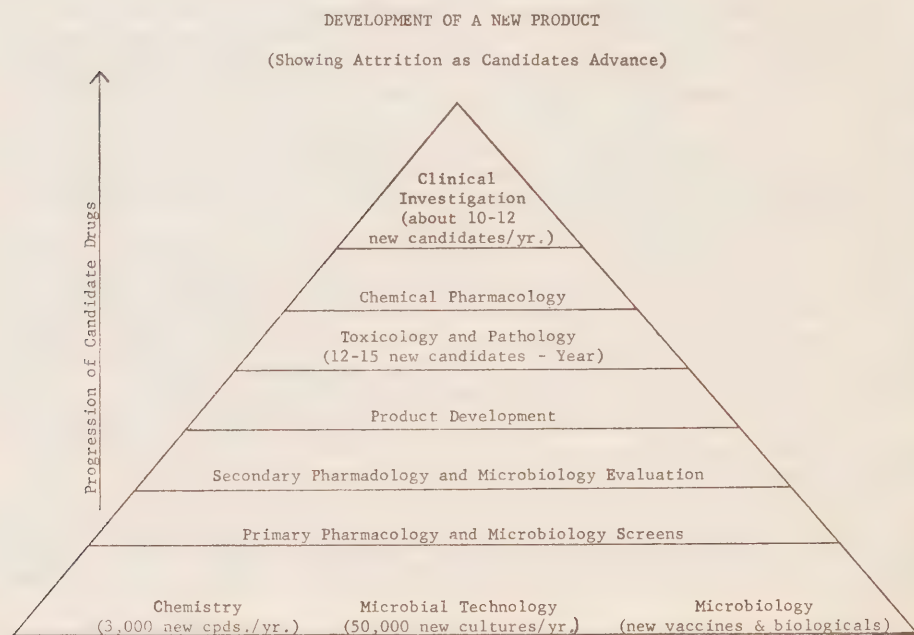 DEVELOPMENT OF A NEW PRODUCT
(Showing Attrition as Candidates Advance)
Progression of Candidate Drugs
Clinical
Investigation
(about 10-12
new candidates/yr.)
Chemical Pharmacology
Toxicology and Pathology
(12-15 new candidates - Year)
Product Development
Secondary Pharmadology and Microbiology Evaluation
Primary Pharmacology and Microbiology Screens
Chemistry
(3,000 new cpds./yr.)
Microbial Technology
(50,000 new cultures/yr.)
Microbiology
(new vaccines & biologicals)